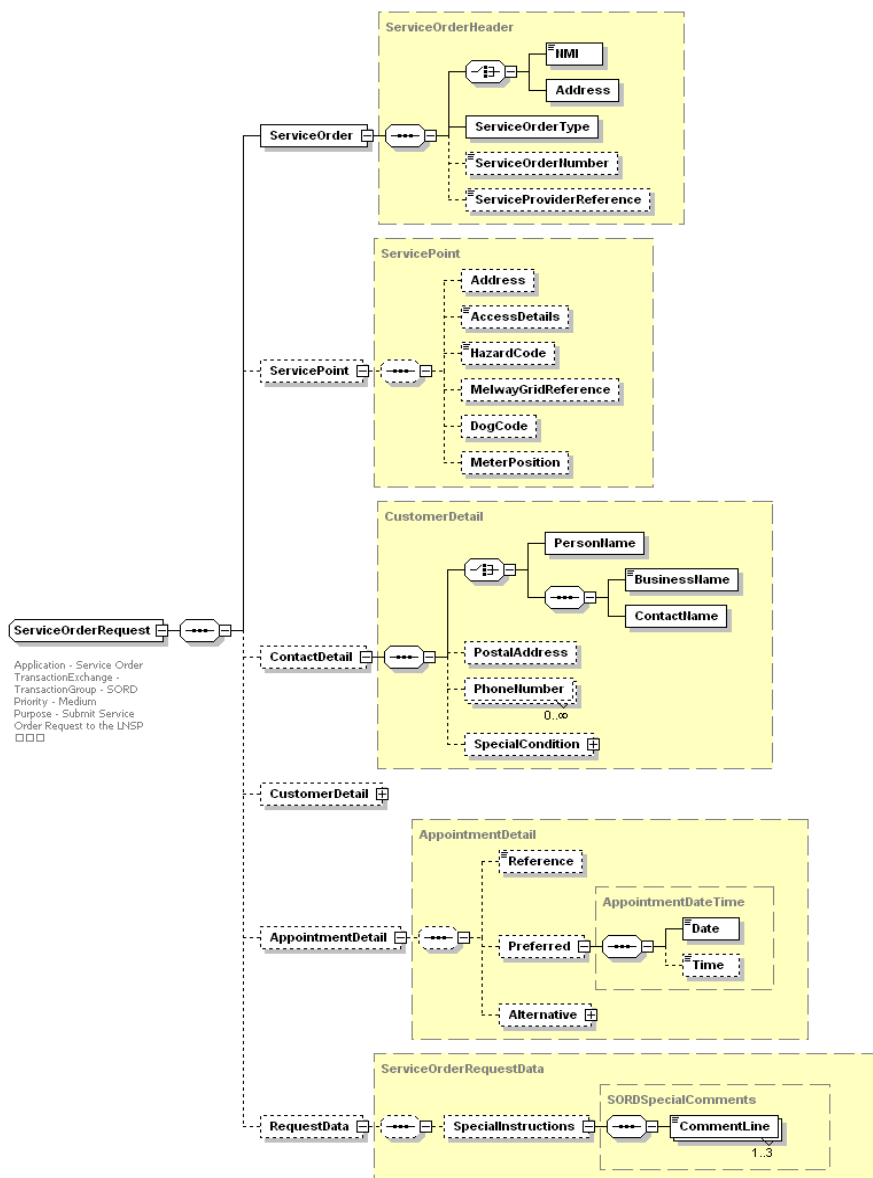 ServiceOrderHeader
NMI
Address
ServiceOrder
ServiceOrderType
ServiceOrderNumber
ServiceProviderReference
ServicePoint
Address
AccessDetails
HazardCode
ServicePoint
MelwayGridReference
DogCode
MeterPosition
CustomerDetail
PersonName
BusinessName
ContactName
ServiceOrderRequest
ContactDetail
PostalAddress
PhoneNumber
0..∞
SpecialCondition
Application - Service Order
TransactionExchange -
TransactionGroup - SORD
Priority - Medium
Purpose - Submit Service
Order Request to the LNSP
□□□
CustomerDetail
AppointmentDetail
Reference
AppointmentDateTime
Date
AppointmentDetail
Preferred
Time
Alternative
ServiceOrderRequestData
SORDSpecialComments
RequestData
SpecialInstructions
CommentLine
1..3